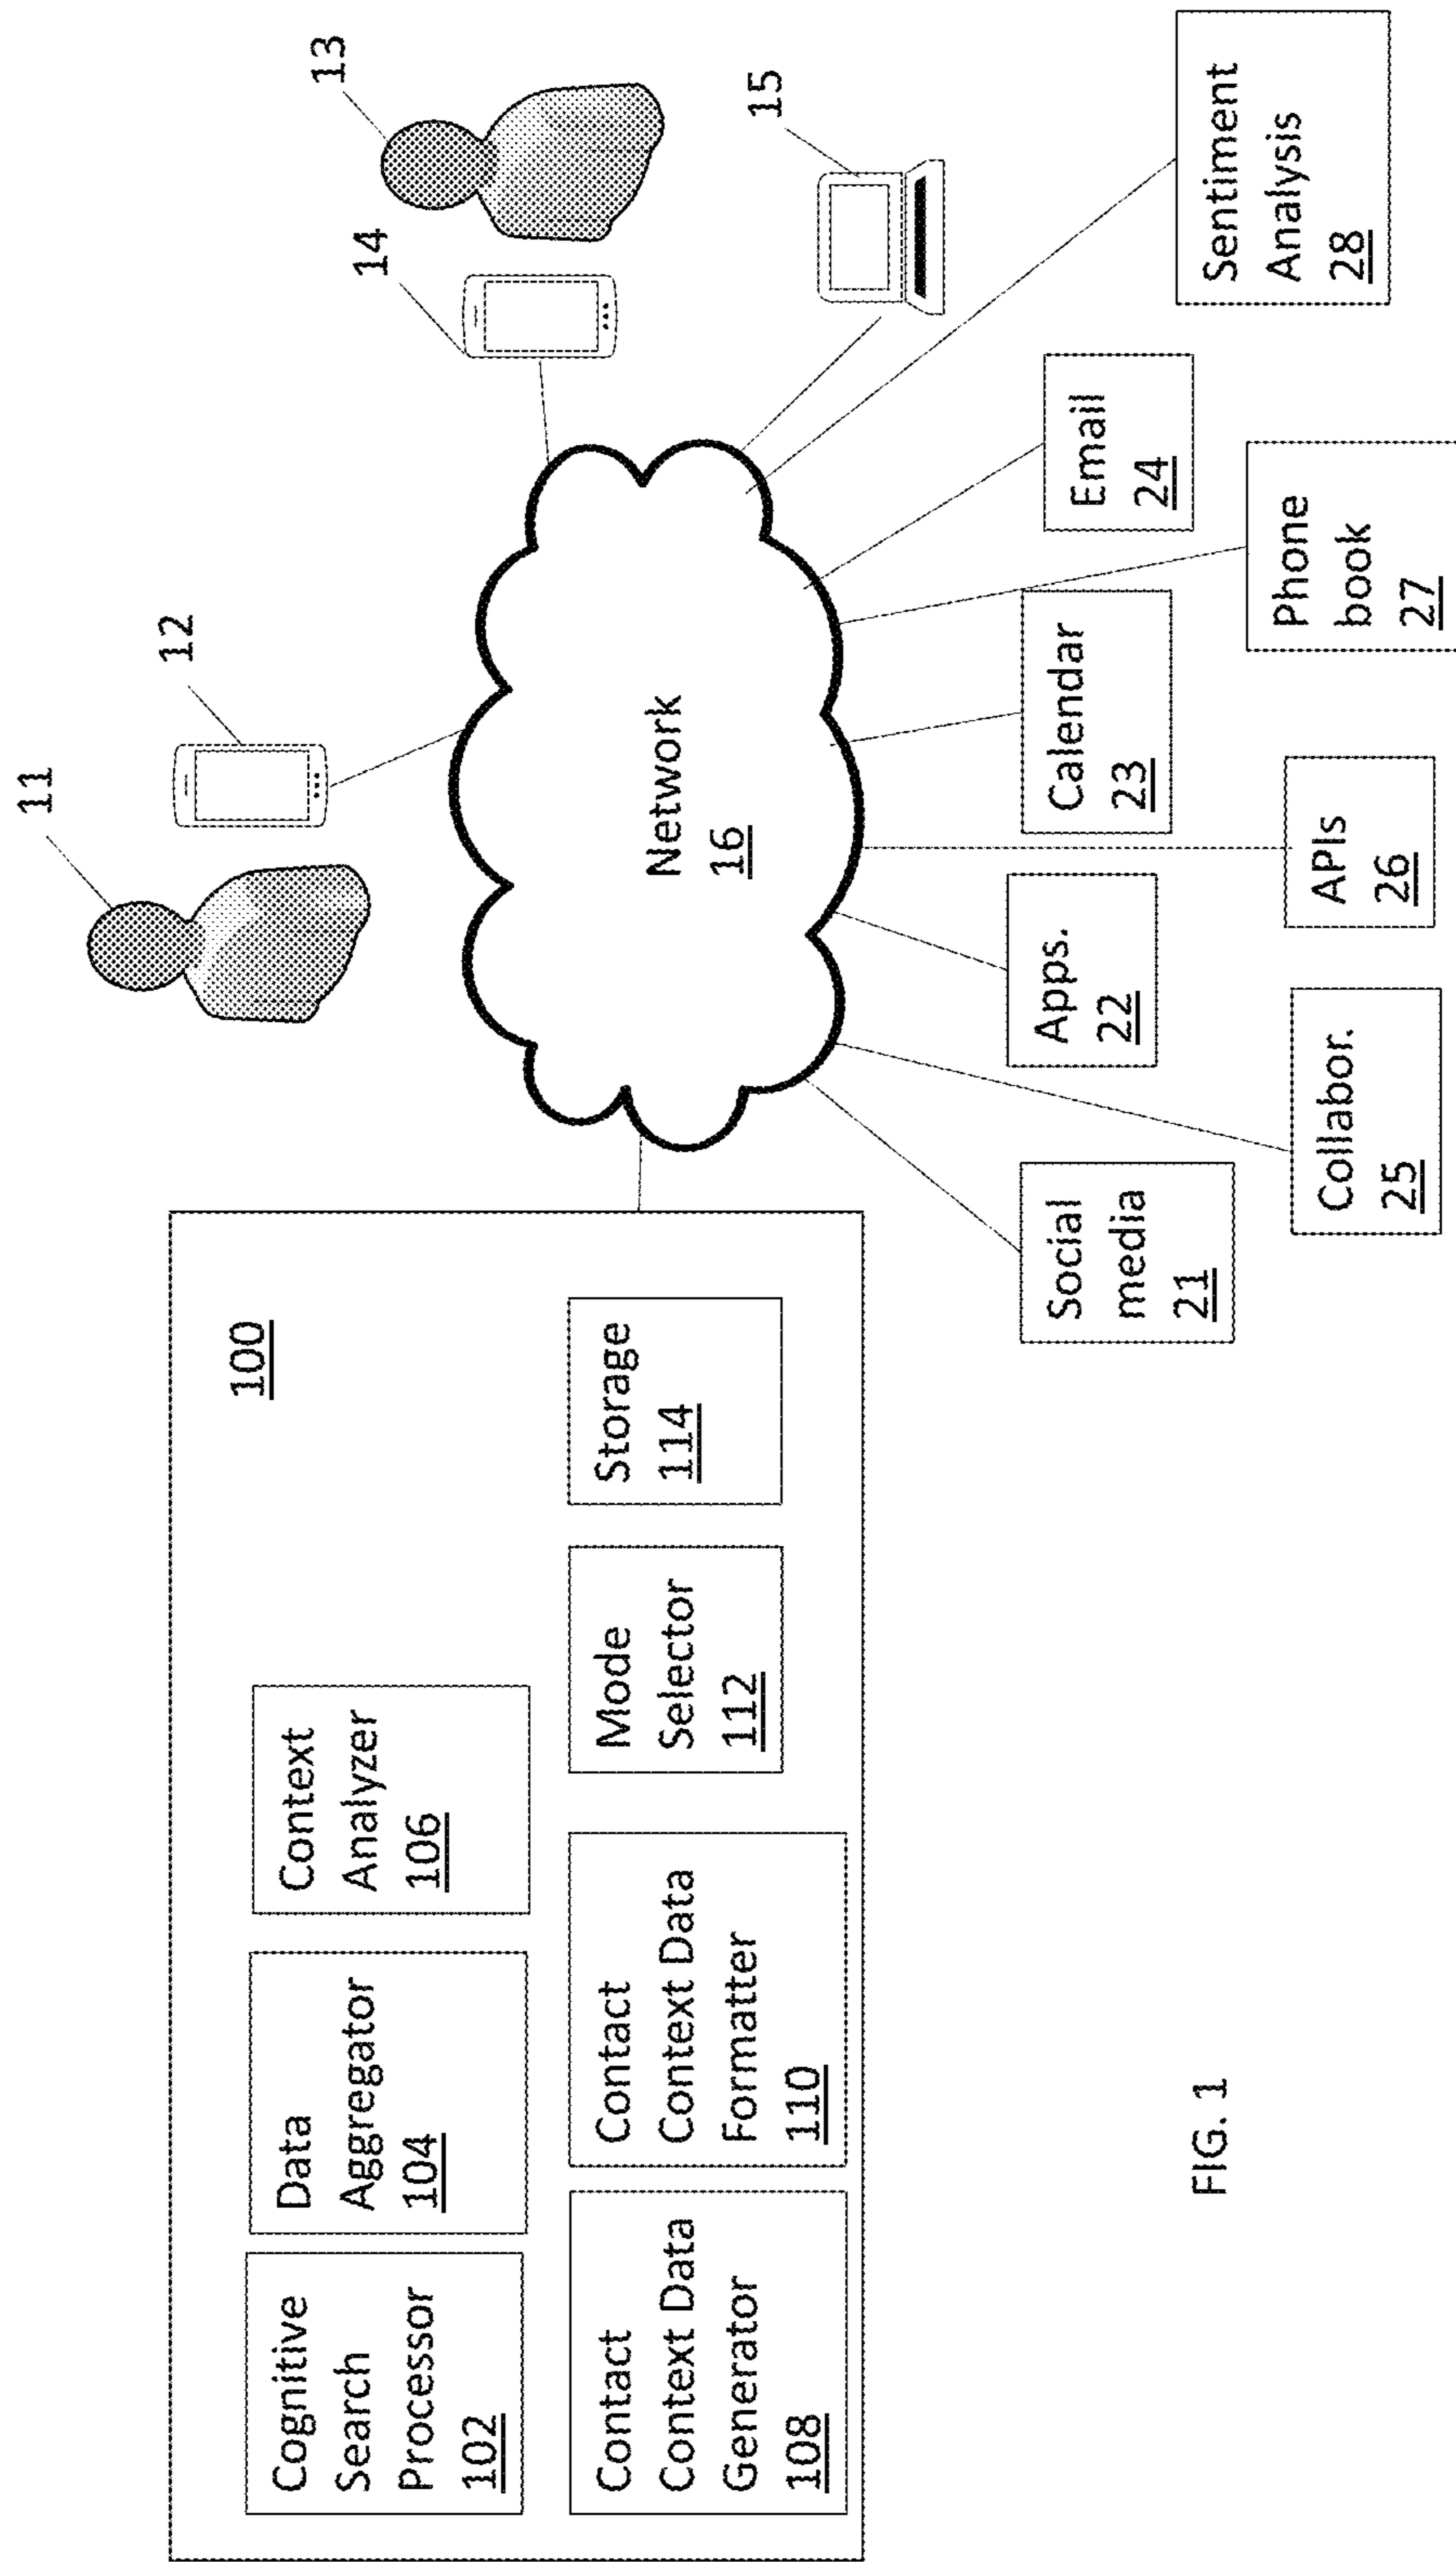 100
Cognitive
Search
Processor
102
Data
Aggregator
104
Context
Analyzer
106
Contact
Context Data
Generator
108
Contact
Context Data
Formatter
110
Mode
Selector
112
Storage
114
11
12
13
14
15
Network
16
Social
media
21
Apps.
22
Calendar
23
Email
24
Collabor.
25
APIs
26
Phone
book
27
Sentiment
Analysis
28
FIG. 1